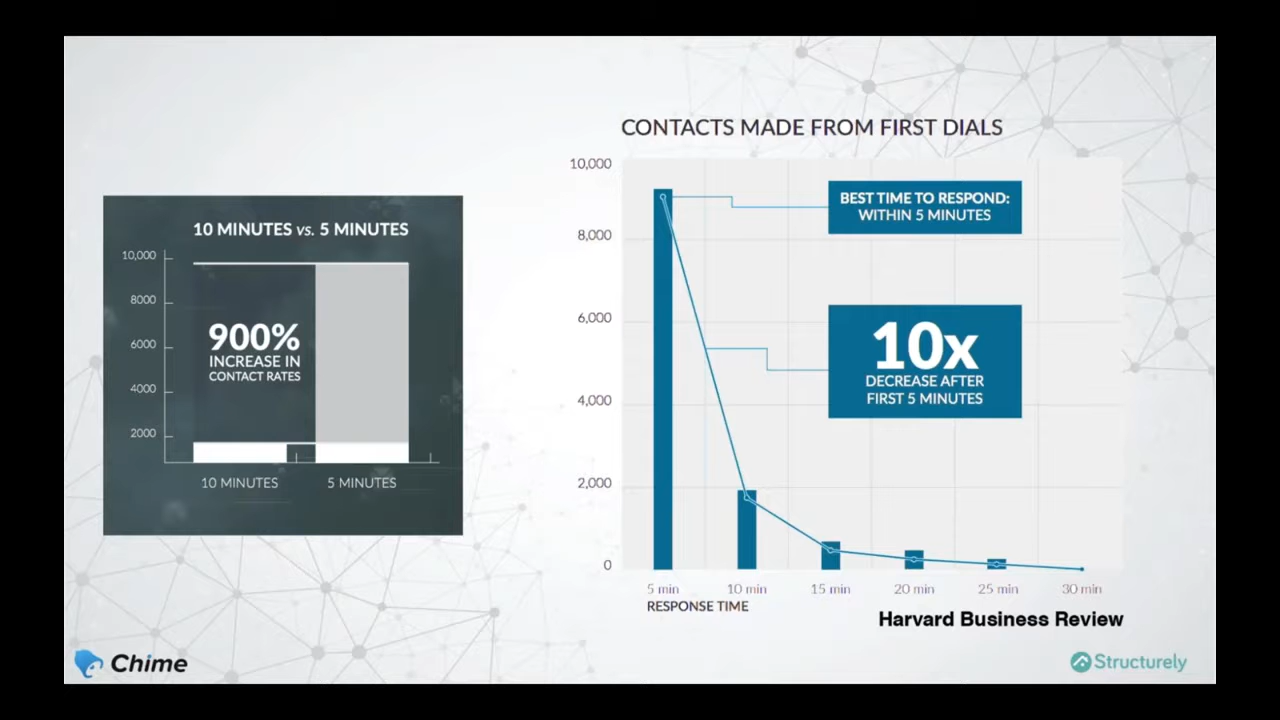 10 MINUTES vs. 5 MINUTES
10,000
8000
6000
4000
2000
900%
INCREASE IN
CONTACT RATES
10 MINUTES
5 MINUTES
CONTACTS MADE FROM FIRST DIALS
10,000
8,000
6,000
4,000
2,000
0
BEST TIME TO RESPOND:
WITHIN 5 MINUTES
10x
DECREASE AFTER
FIRST 5 MINUTES
5 min
10 min
15 min
20 min
25 min
30 min
RESPONSE TIME
Harvard Business Review
Chime
Structurely